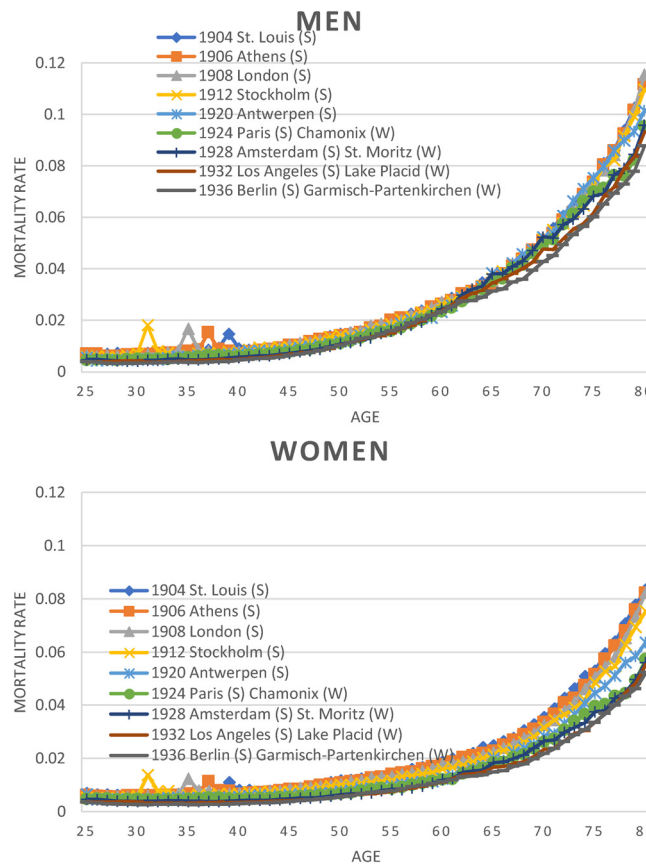 MEN
1904 St. Louis (S)
1906 Athens (S)
1908 London (S)
1912 Stockholm (S)
1920 Antwerpen (S)
1924 Paris (S) Chamonix (W)
1928 Amsterdam (S) St. Moritz (W)
1932 Los Angeles (S) Lake Placid (W)
1936 Berlin (S) Garmisch-Partenkirchen (W)
0.12
0.1
0.08
0.06
0.04
0.02
0
MORTALITY RATE
25 30 35 40 45 50 55 60 65 70 75 80
AGE
WOMEN
0.12
0.1
0.08
0.06
0.04
0.02
0
MORTALITY RATE
1904 St. Louis (S)
1906 Athens (S)
1908 London (S)
1912 Stockholm (S)
1920 Antwerpen (S)
1924 Paris (S) Chamonix (W)
1928 Amsterdam (S) St. Moritz (W)
1932 Los Angeles (S) Lake Placid (W)
1936 Berlin (S) Garmisch-Partenkirchen (W)
25 30 35 40 45 50 55 60 65 70 75 80
AGE